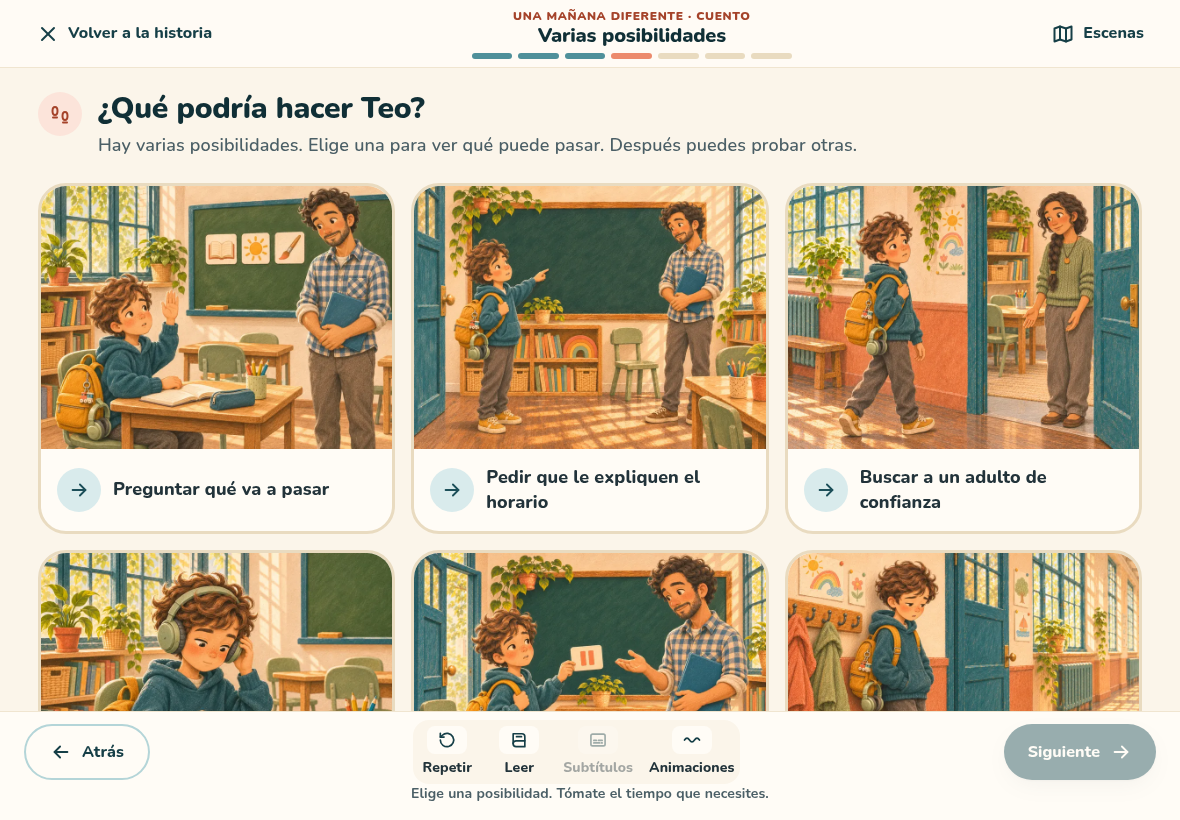 Volver a la historia
UNA MAÑANA DIFERENTE · CUENTO
Varias posibilidades
Escenas
¿Qué podría hacer Teo?
Hay varias posibilidades. Elige una para ver qué puede pasar. Después puedes probar otras.
Preguntar qué va a pasar
Pedir que le expliquen el
horario
Buscar a un adulto de
confianza
Atrás
Repetir
Leer
Subtítulos
Animaciones
Siguiente
Elige una posibilidad. Tómate el tiempo que necesites.